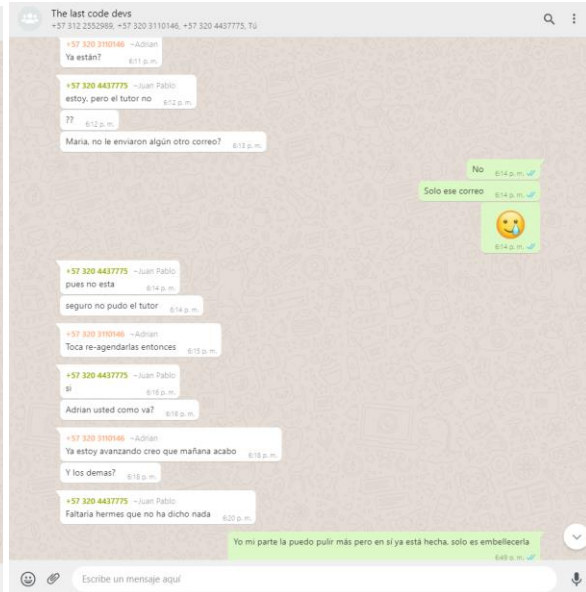 The last code devs
+57 312 2552989, +57 320 3110146, +57 320 4437775, Tú
+57 320 3110146 ~Adrian
Ya están?
6:11 p. m.
+57 320 4437775 ~Juan Pablo
estoy, pero el tutor no
6:12 p. m.
??
6:12 p. m.
Maria, no le enviaron algún otro correo?
6:13 p. m.
No
6:14 p. m.
Solo ese correo
6:14 p. m.
6:14 p. m.
+57 320 4437775 ~Juan Pablo
pues no esta
6:14 p. m.
seguro no pudo el tutor
6:14 p. m.
+57 320 3110146 ~Adrian
Toca re-agendarlas entonces
6:15 p. m.
+57 320 4437775 ~Juan Pablo
si
6:16 p. m.
Adrian usted como va?
6:18 p. m.
+57 320 3110146 ~Adrian
Ya estoy avanzando creo que mañana acabo
6:18 p. m.
Y los demas?
6:18 p. m.
+57 320 4437775 ~Juan Pablo
Faltaria hermes que no ha dicho nada
6:20 p. m.
Yo mi parte la puedo pulir más pero en sí ya está hecha, solo es embellecerla
6:49 p. m.
Escribe un mensaje aquí